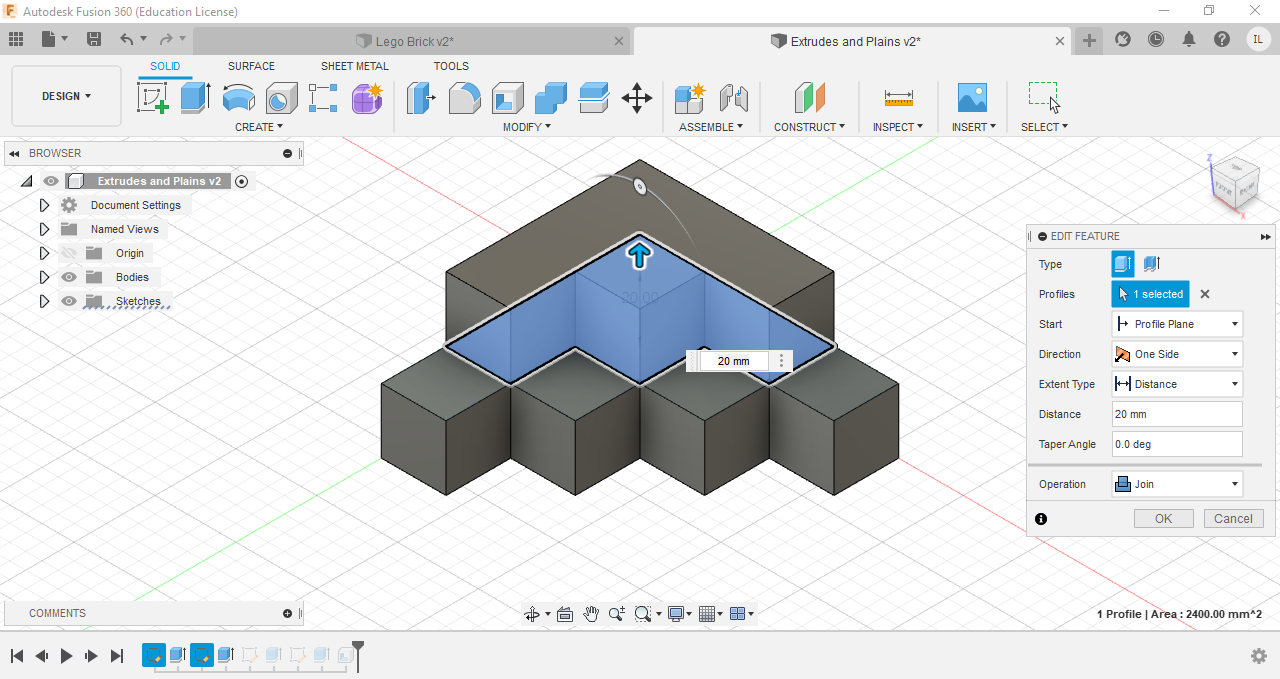 Autodesk Fusion 360 (Education License)
Lego Brick v2*
Extrudes and Plains v2*
IL
DESIGN
SOLID
SURFACE
SHEET METAL
TOOLS
CREATE
MODIFY
ASSEMBLE
CONSTRUCT
INSPECT
INSERT
SELECT
BROWSER
Extrudes and Plains v2
Document Settings
Named Views
Origin
Bodies
Sketches
Z
X
20.00
20 mm
EDIT FEATURE
Type
Profiles 1 selected
Start Profile Plane
Direction One Side
Extent Type Distance
Distance 20 mm
Taper Angle 0.0 deg
Operation Join
OK Cancel
COMMENTS
1 Profile | Area : 2400.00 mm^2